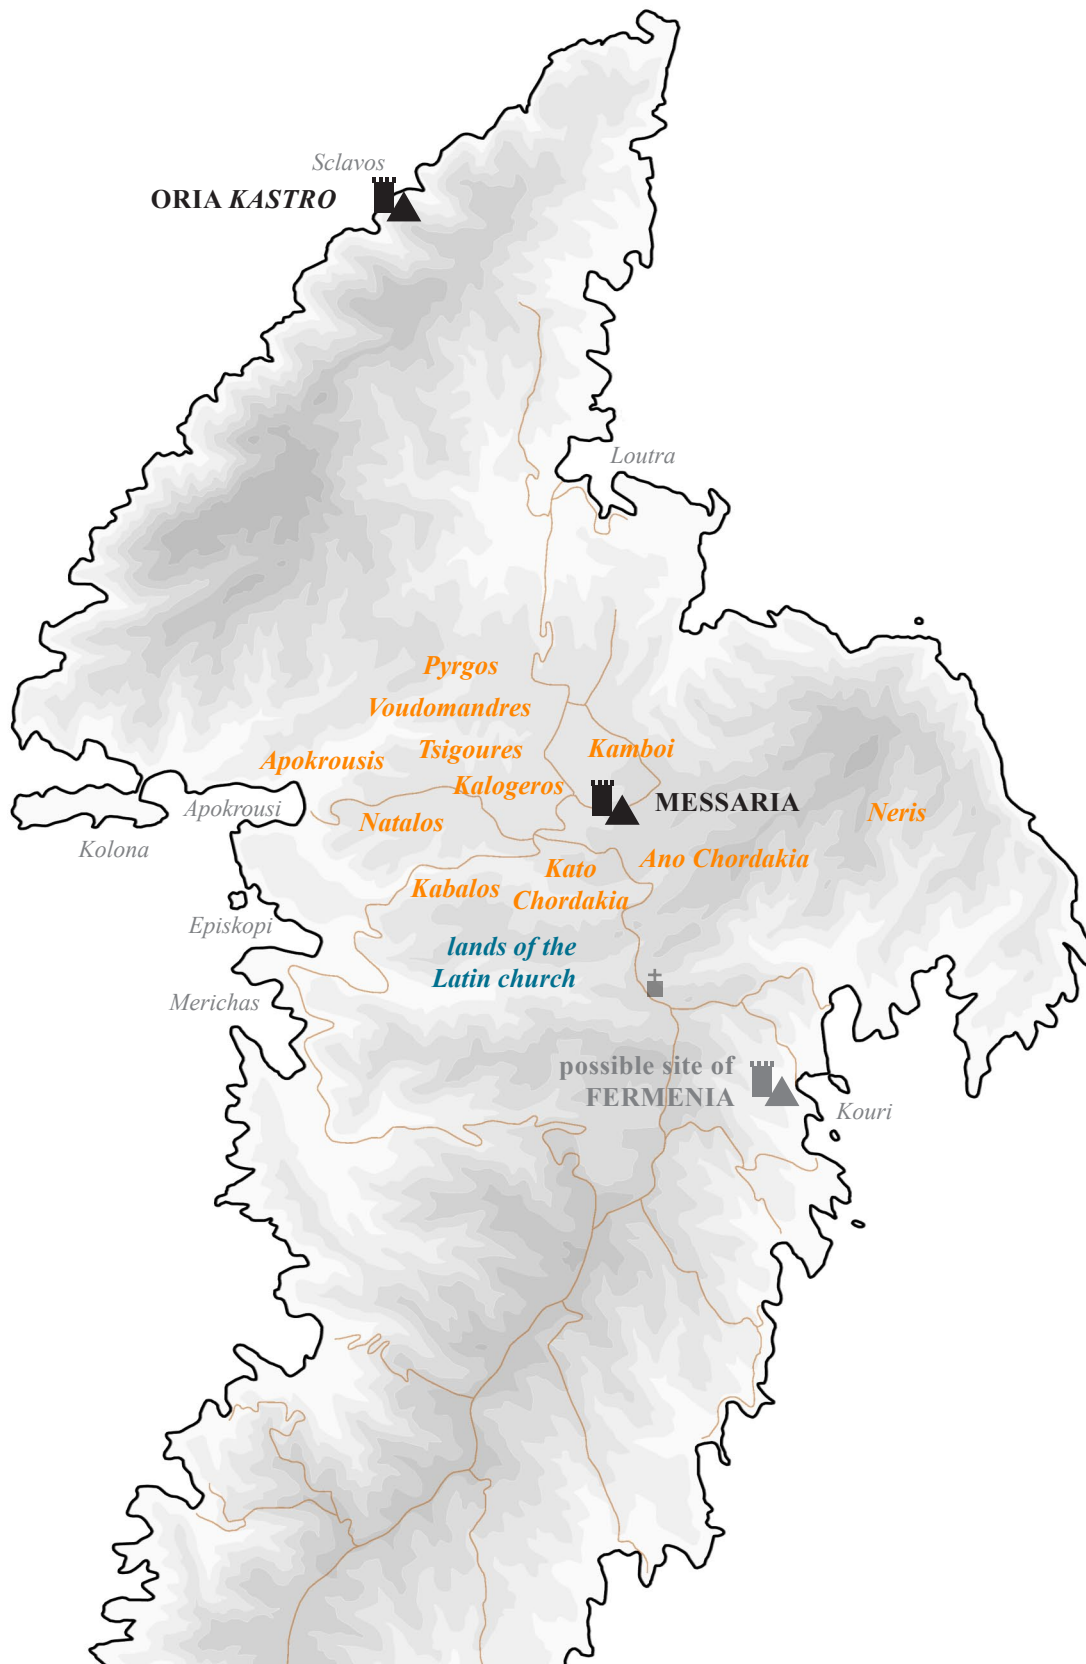 Sclavos
ORIA KASTRO
Loutra
Pyrgos
Voudomandres
Tsigoures
Kamboi
Apokrousis
Kalogeros
MESSARIA
Apokrousi
Neris
Natalos
Kolona
Ano Chordakia
Kato
Chordakia
Kabalos
Episkopi
lands of the
Latin church
Merichas
possible site of
FERMENIA
Kouri